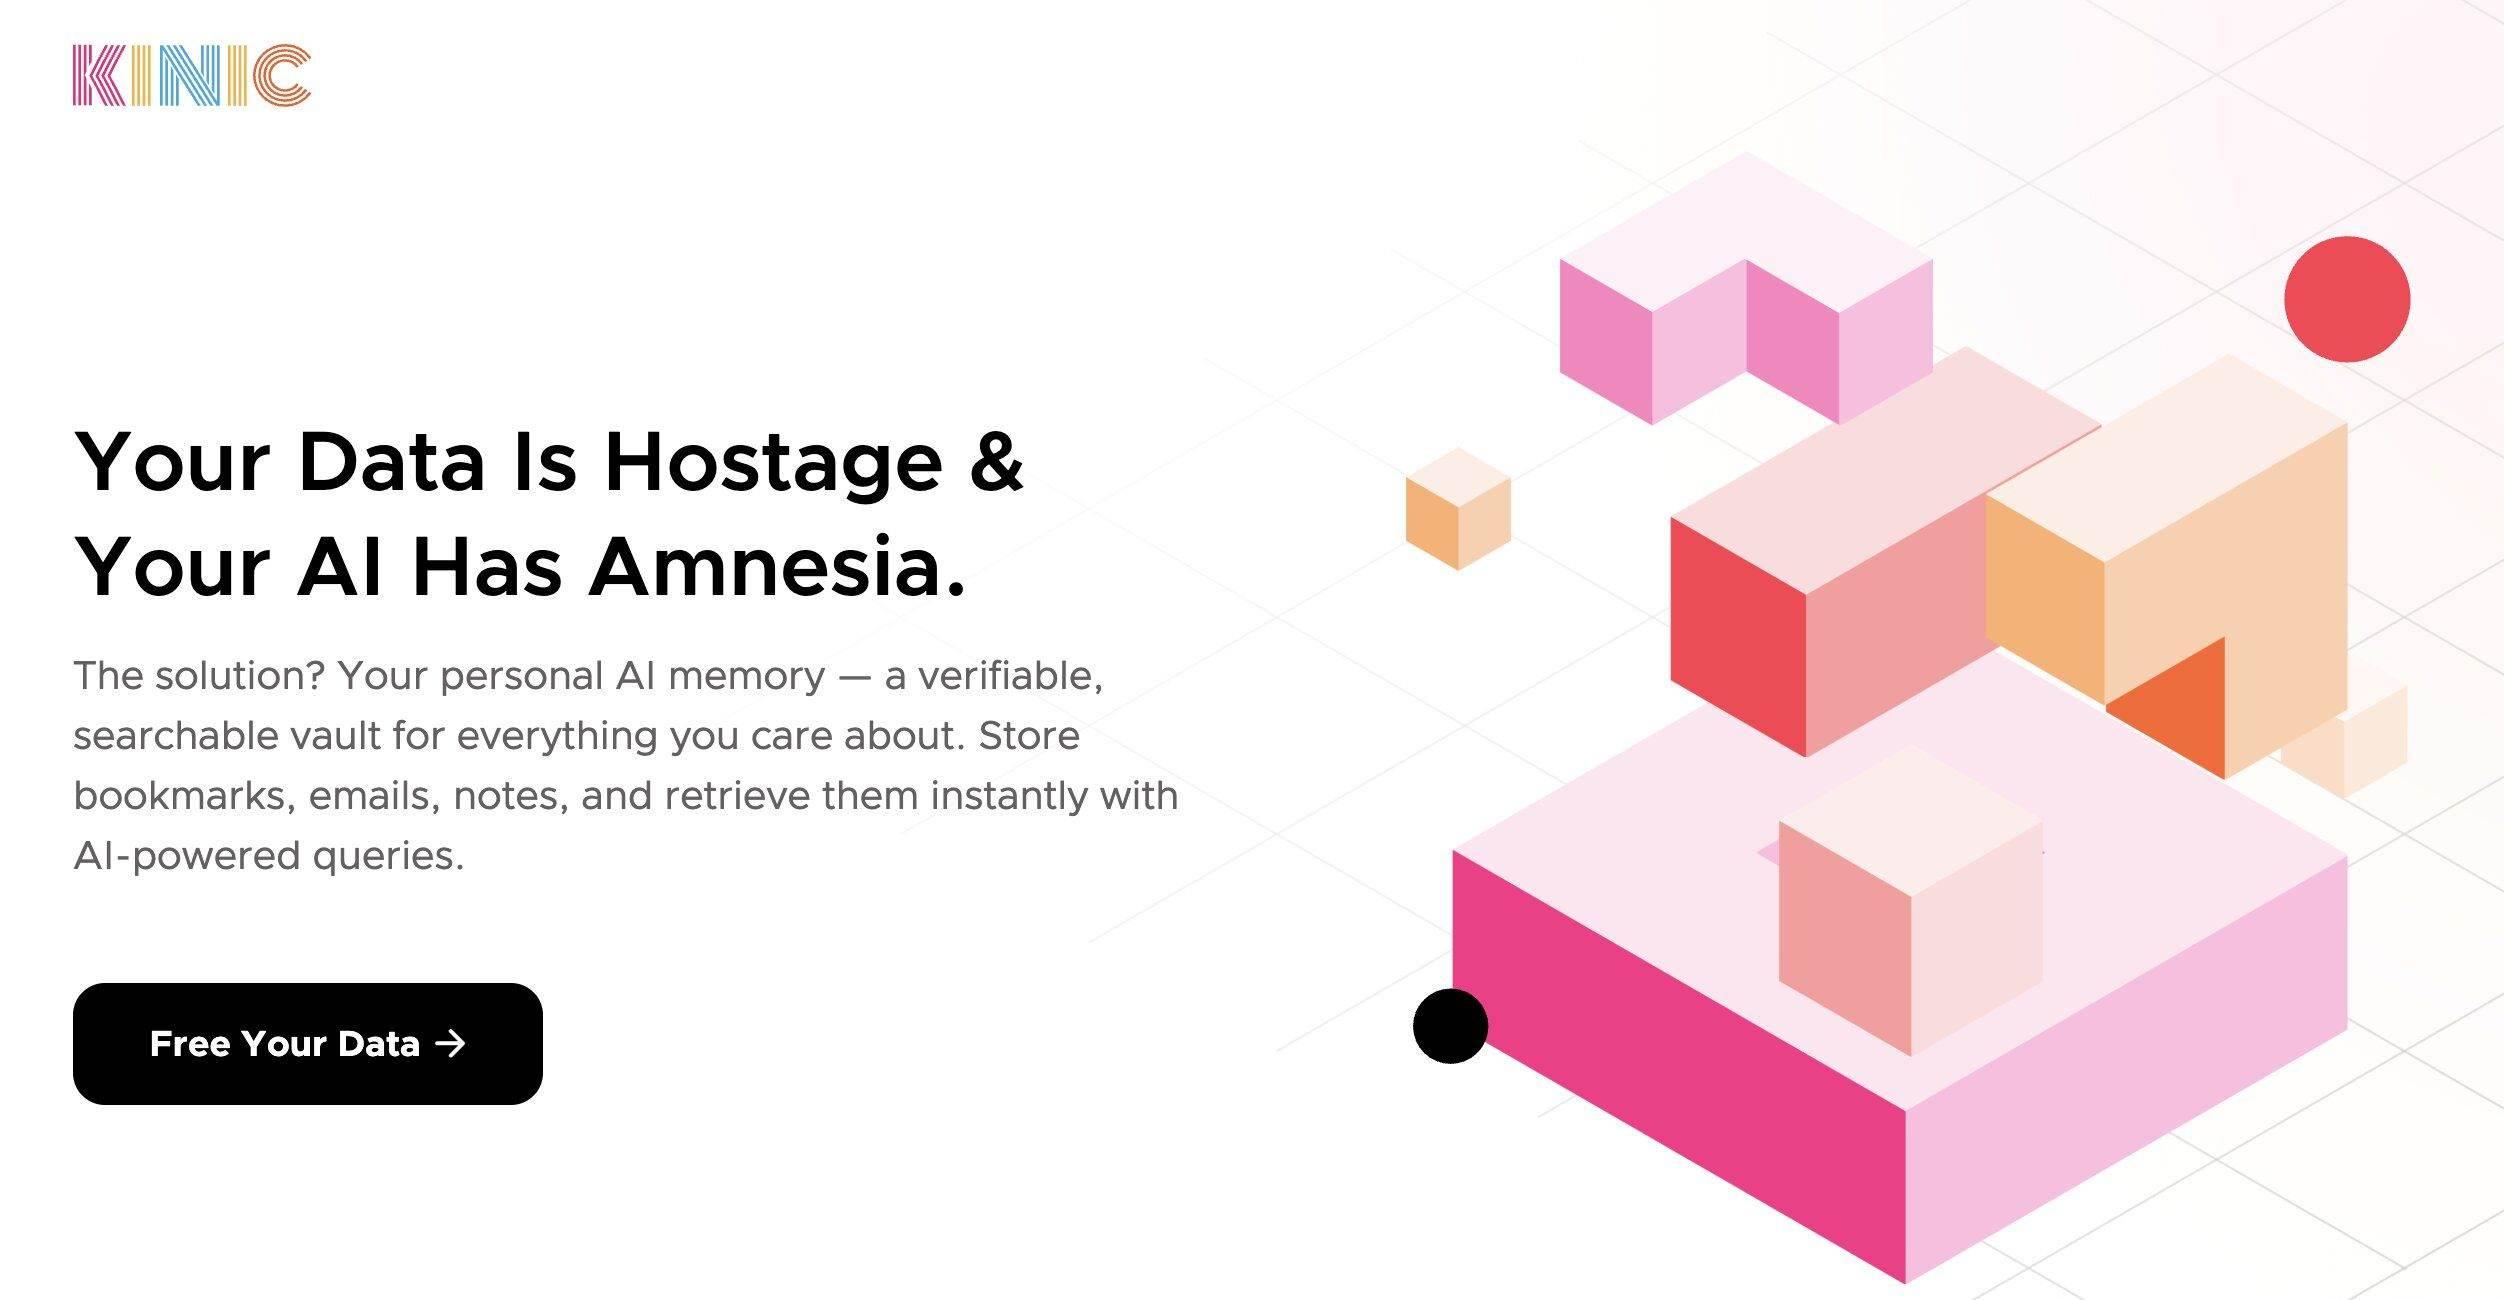 KINIC
Your Data Is Hostage &
Your AI Has Amnesia.
The solution? Your personal AI memory — a verifiable,
searchable vault for everything you care about. Store
bookmarks, emails, notes, and retrieve them instantly with
AI-powered queries.
Free Your Data →